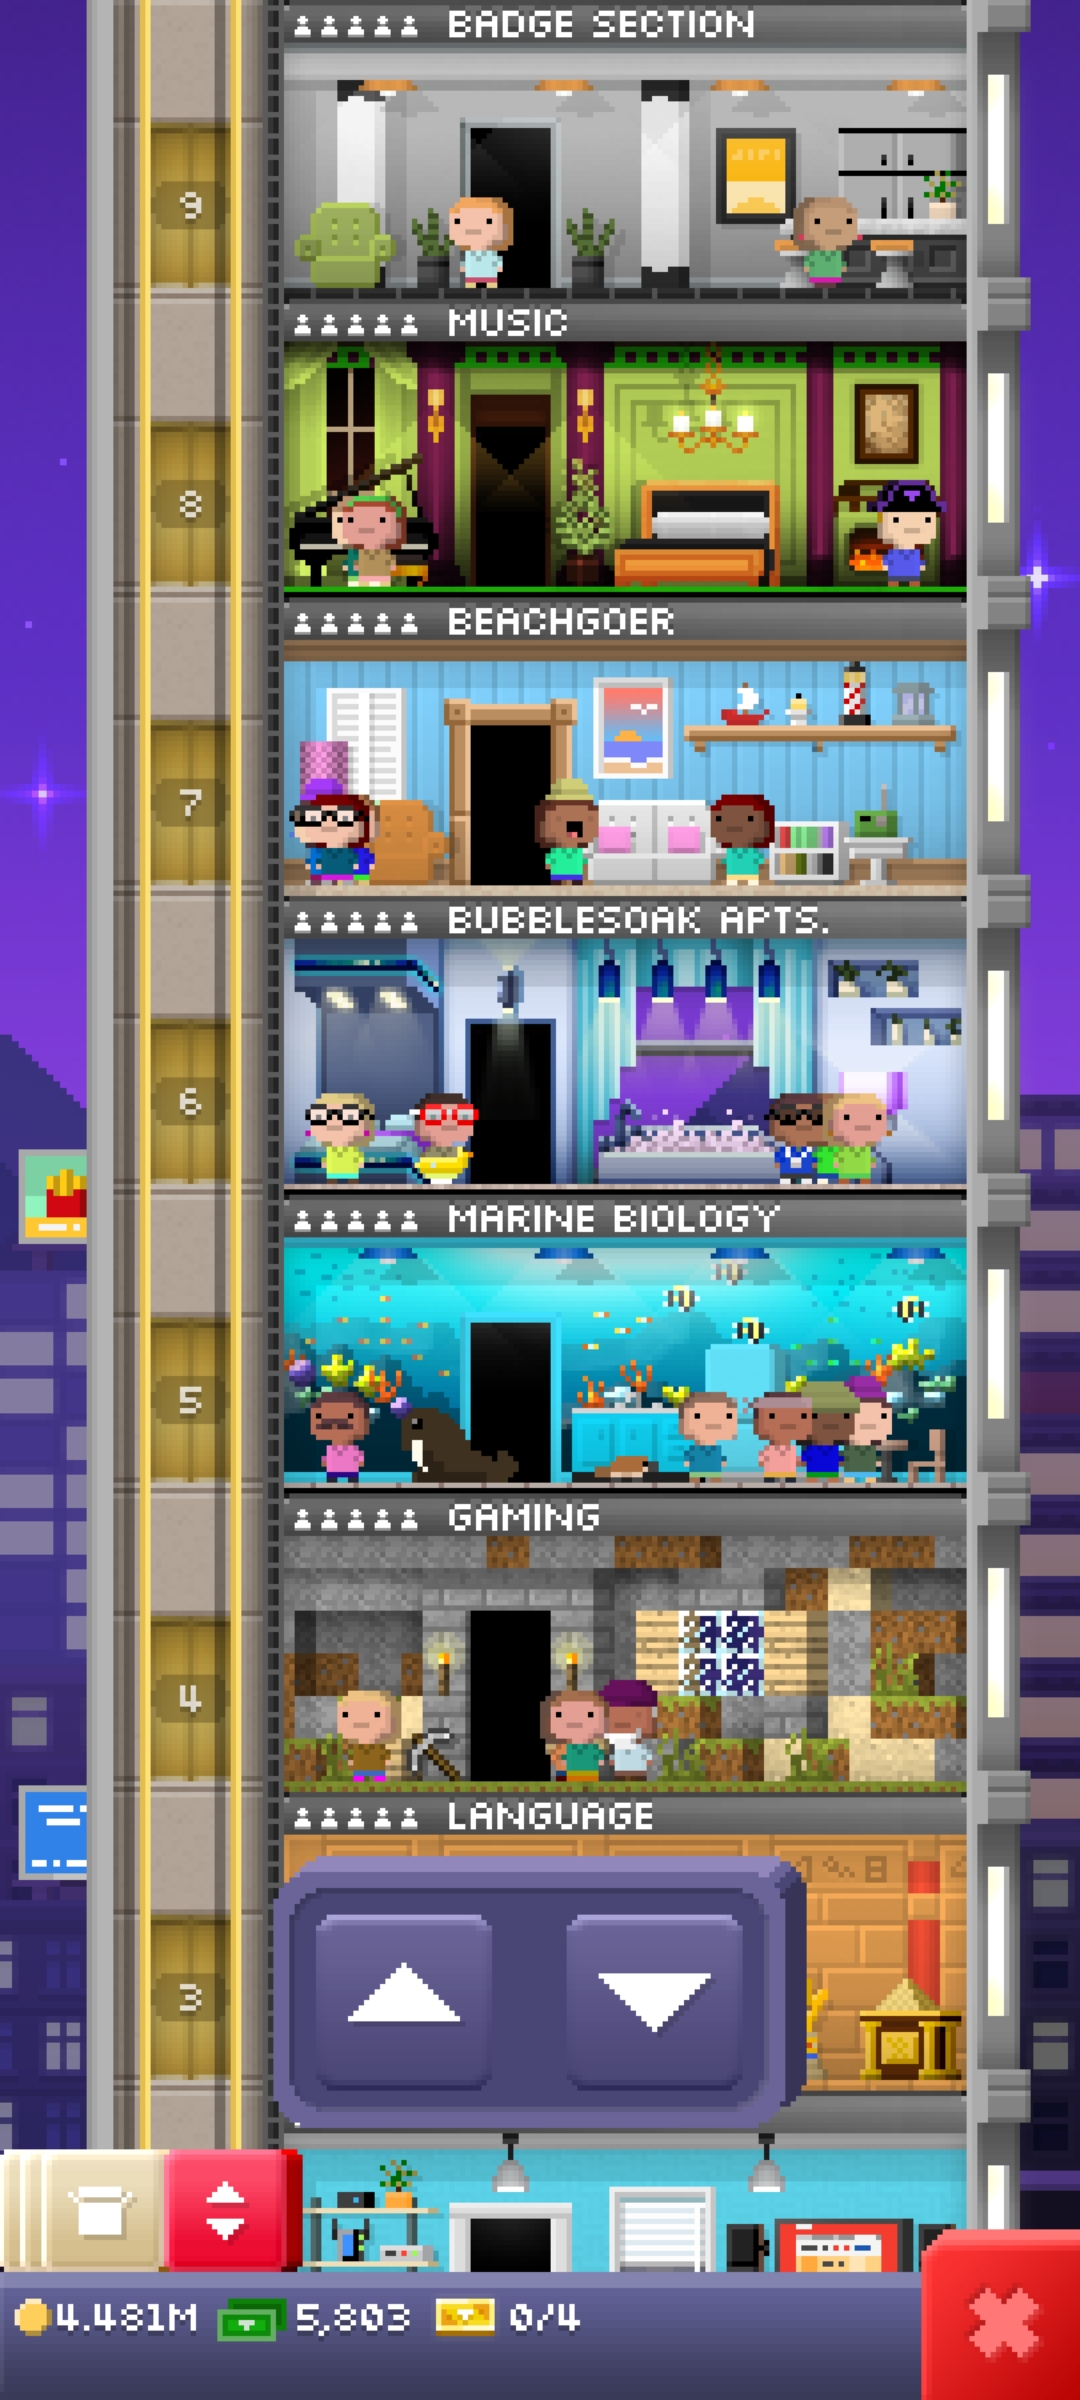 BADGE SECTION
9
MUSIC
8
BEACHGOER
7
BUBBLESOAK APTS.
6
MARINE BIOLOGY
5
GAMING
4
LANGUAGE
3
4.481M 5,803 0/4